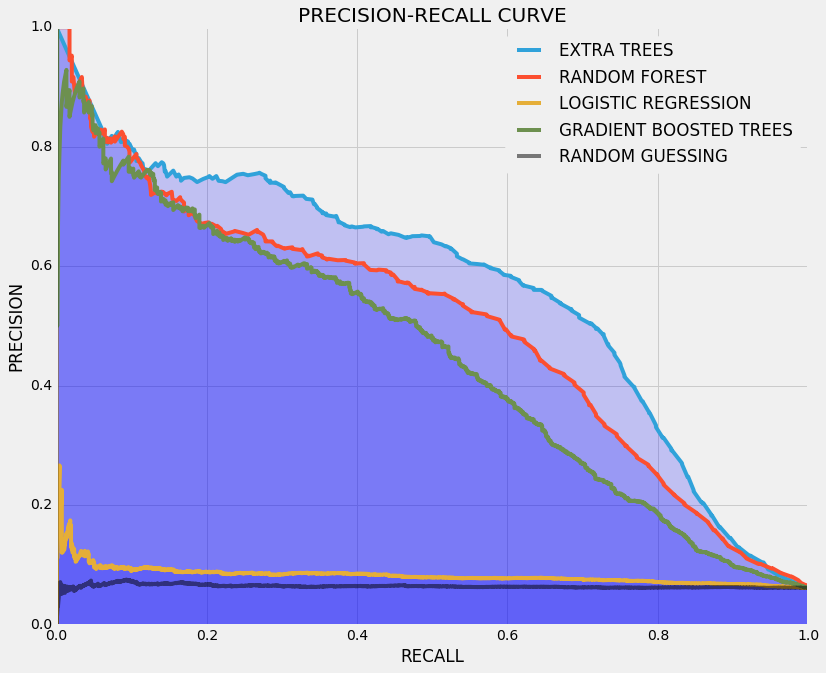 PRECISION-RECALL CURVE
EXTRA TREES
RANDOM FOREST
LOGISTIC REGRESSION
GRADIENT BOOSTED TREES
RANDOM GUESSING
PRECISION
1.0
0.8
0.6
0.4
0.2
0.0
0.0 0.2 0.4 0.6 0.8 1.0
RECALL